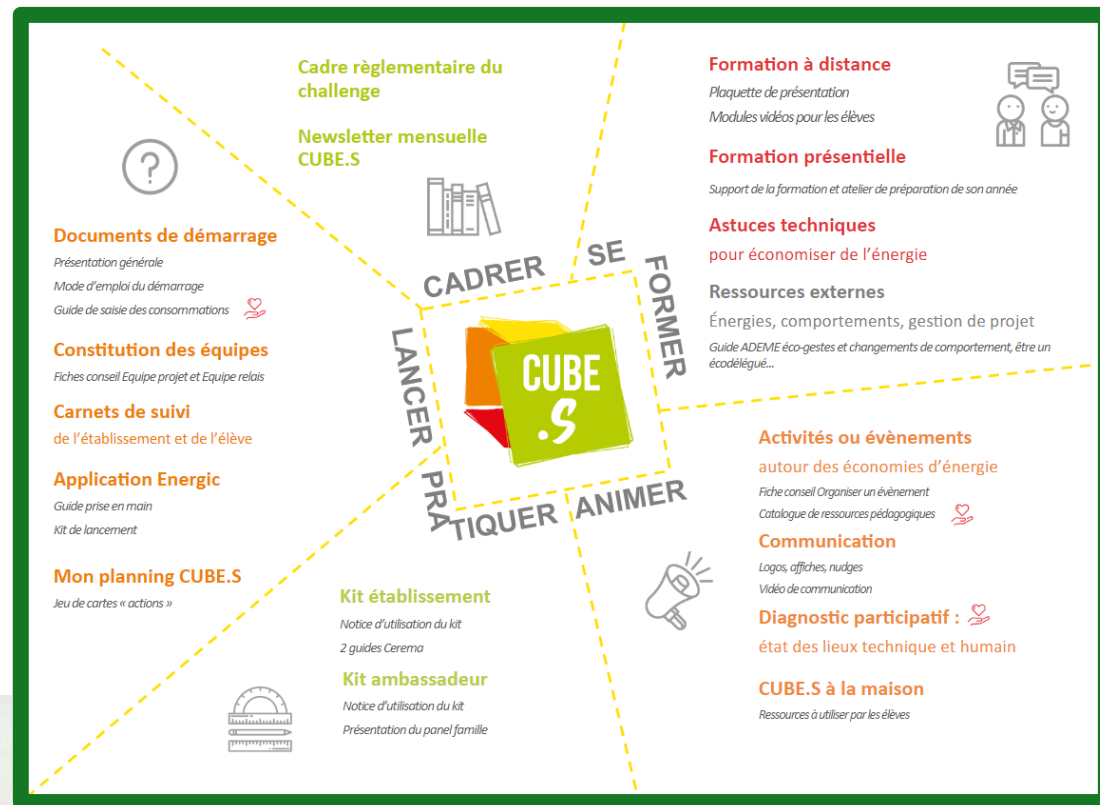 Cadre règlementaire du
challenge
Newsletter mensuelle
CUBE.S
Formation à distance
Plaquette de présentation
Modules vidéos pour les élèves
Formation présentielle
Support de la formation et atelier de préparation de son année
Astuces techniques
pour économiser de l'énergie
Ressources externes
Énergies, comportements, gestion de projet
Guide ADEME éco-gestes et changements de comportement, être un
écodélégué...
?
Documents de démarrage
Présentation générale
Mode d'emploi du démarrage
Guide de saisie des consommations
Constitution des équipes
Fiches conseil Equipe projet et Equipe relais
Carnets de suivi
de l'établissement et de l'élève
Application Energic
Guide prise en main
Kit de lancement
Mon planning CUBE.S
Jeu de cartes « actions »
CADRER
SE FORMER
LANCER
CUBE
.S
PRATIQUER
ANIMER
Activités ou évènements
autour des économies d'énergie
Fiche conseil Organiser un évènement
Catalogue de ressources pédagogiques
Communication
Logos, affiches, nudges
Vidéo de communication
Diagnostic participatif :
état des lieux technique et humain
CUBE.S à la maison
Ressources à utiliser par les élèves
Kit établissement
Notice d'utilisation du kit
2 guides Cerema
Kit ambassadeur
Notice d'utilisation du kit
Présentation du panel famille